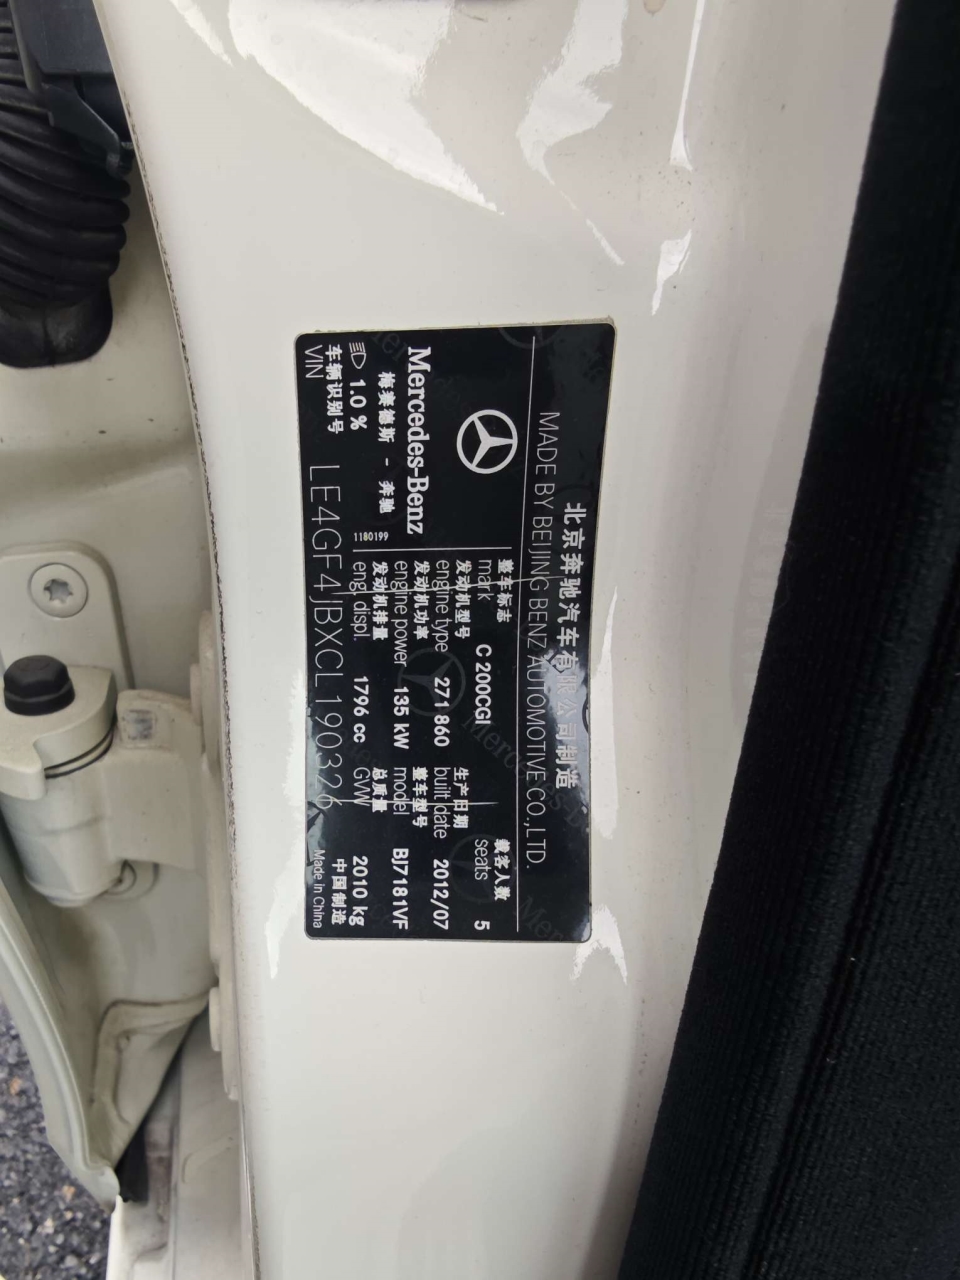 北京奔驰汽车有限公司制造
MADE BY BEIJING BENZ AUTOMOTIVE CO.,LTD.
Mercedes-Benz
梅赛德斯 - 奔驰
1.0 %
1180199
整车标志 载客人数
mark C 200CGI seats 5
发动机型号 生产日期
engine type 271 860 built date 2012/07
发动机功率 整车型号
engine power 135 kW model BJ7181VF
发动机排量 总质量
eng. displ. 1796 cc GVW 2010 kg
车辆识别号 中国制造
VIN LE4GF4JBXCL190326 Made in China